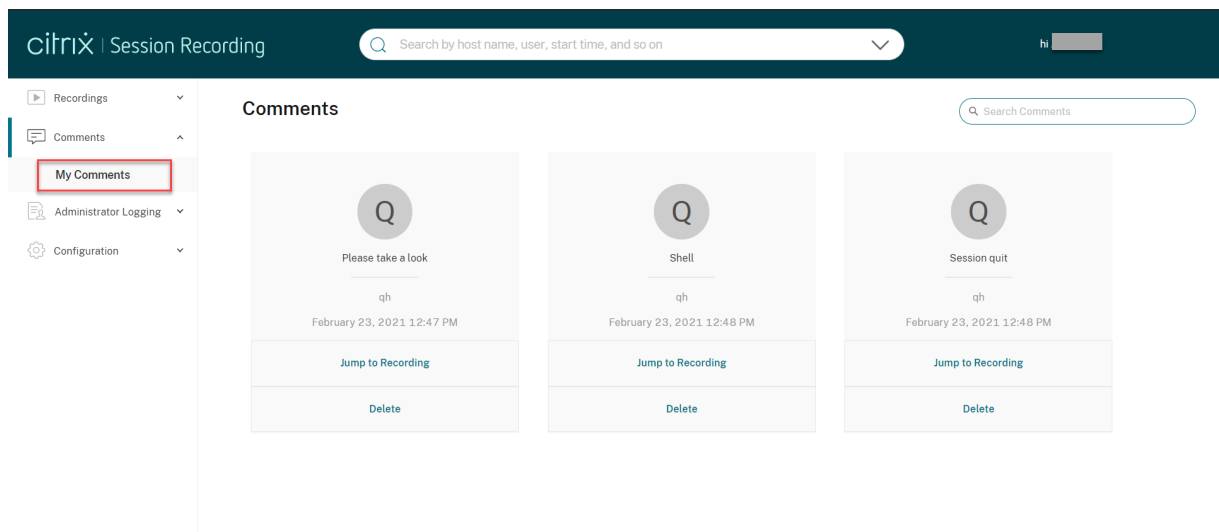 citrix | Session Recording
Search by host name, user, start time, and so on
hi
Recordings
Comments
My Comments
Administrator Logging
Configuration
Comments
Search Comments
Q
Please take a look
qh
February 23, 2021 12:47 PM
Jump to Recording
Delete
Q
Shell
qh
February 23, 2021 12:48 PM
Jump to Recording
Delete
Q
Session quit
qh
February 23, 2021 12:48 PM
Jump to Recording
Delete